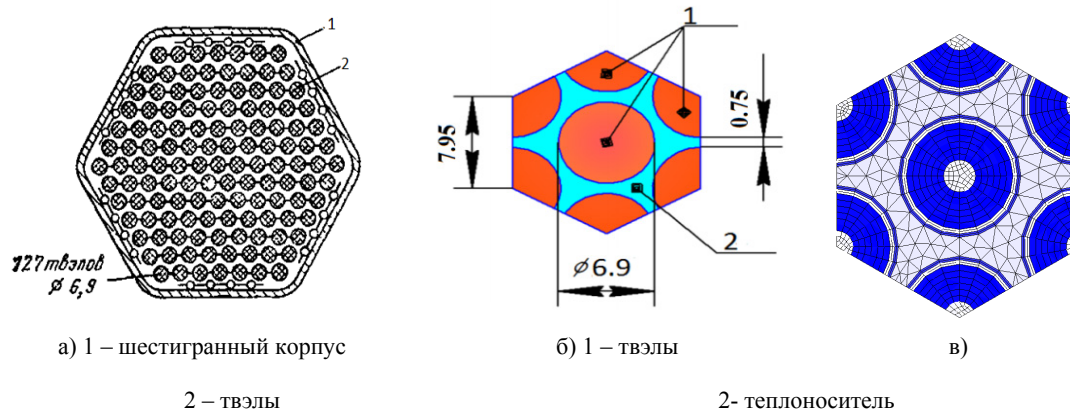 1
2
127 твэлов
ø 6,9
1
7.95
0.75
2
ø6.9
а) 1 – шестигранный корпус
б) 1 – твэлы
в)
2 – твэлы
2- теплоноситель